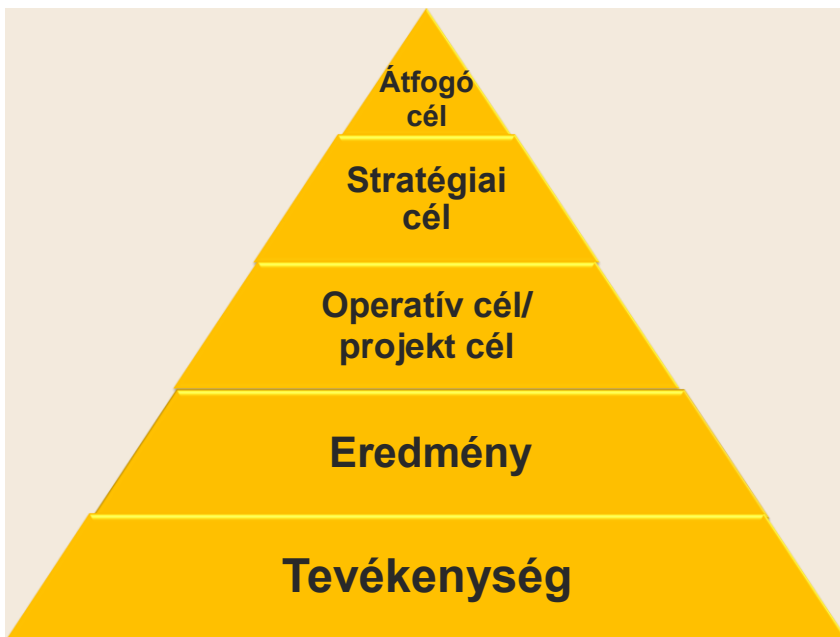 Átfogó
cél
Stratégiai
cél
Operatív cél/
projekt cél
Eredmény
Tevékenység